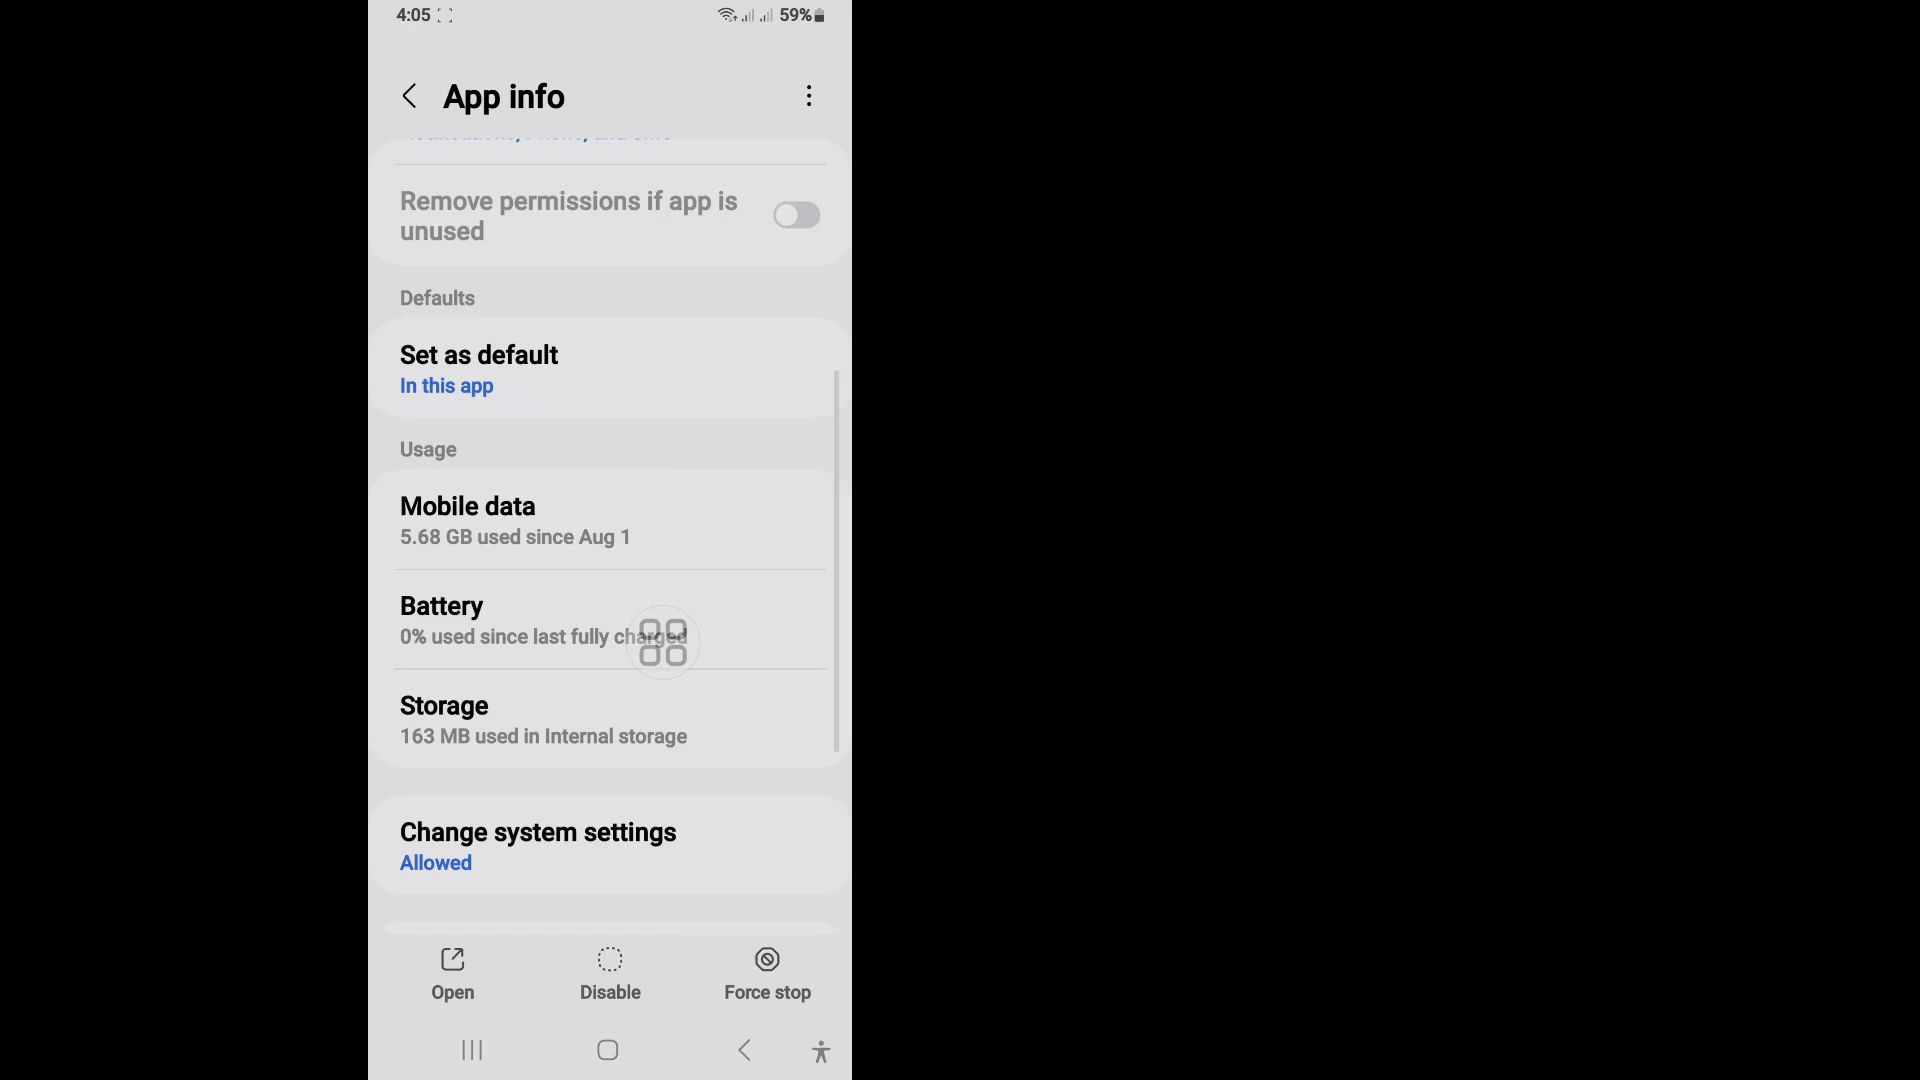 4:05
59%
App info
Remove permissions if app is
unused
Defaults
Set as default
In this app
Usage
Mobile data
5.68 GB used since Aug 1
Battery
0% used since last fully charged
Storage
163 MB used in Internal storage
Change system settings
Allowed
Open
Disable
Force stop